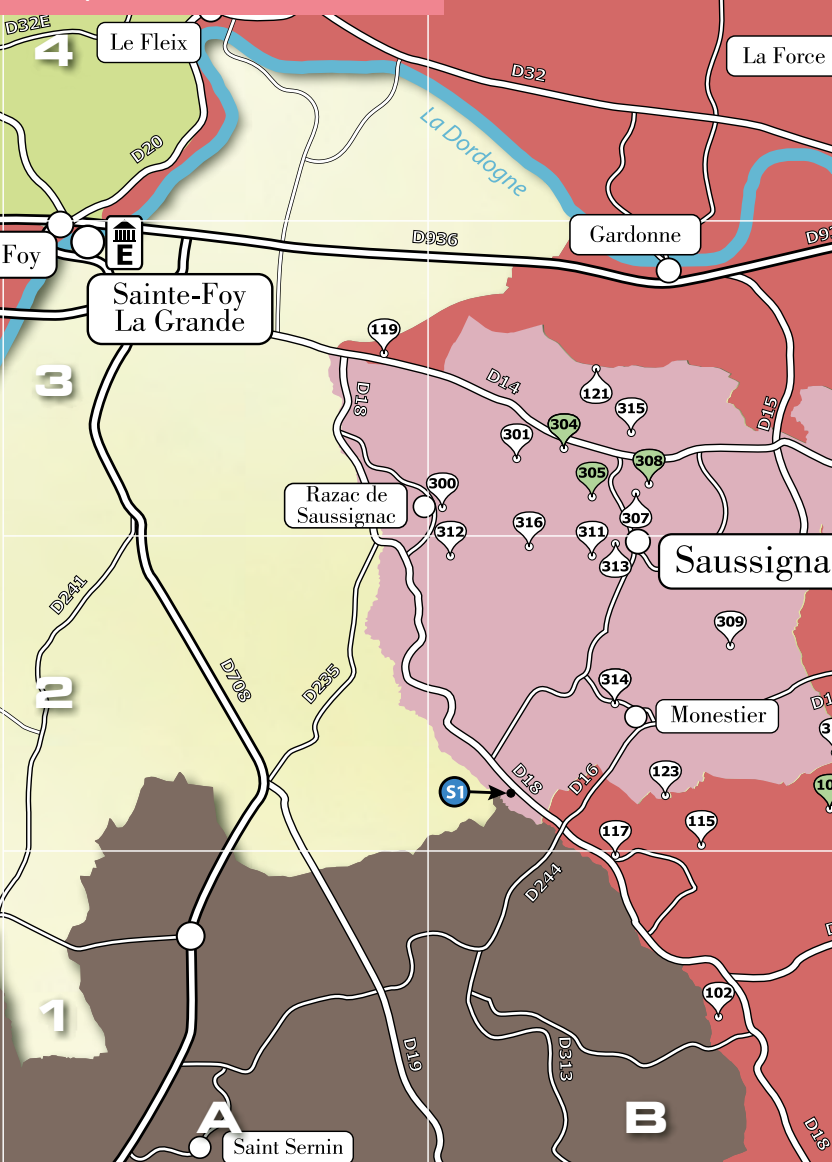 D32E
4
Le Fleix
La Force
D32
D20
La Dordogne
Gardonne
D936
Foy
E
Sainte-Foy
La Grande
119
3
D18
D14
121
315
D15
304
301
305
308
300
Razac de
Saussignac
307
312
316
311
313
Saussigna
D241
309
2
D708
D235
314
Monestier
123
S1
D18
D16
115
117
D244
102
1
D19
D313
A
B
Saint Sernin
D18